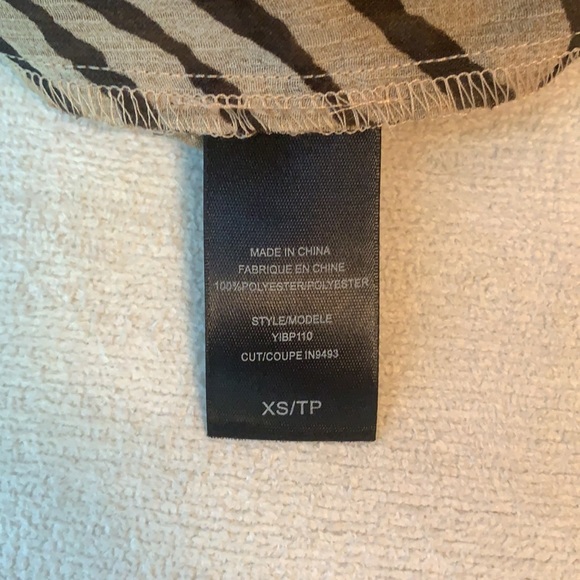 MADE IN CHINA
FABRIQUE EN CHINE
100%POLYESTER/POLYESTER
STYLE/MODELE
YIBP110
CUT/COUPE IN9493
XS/TP